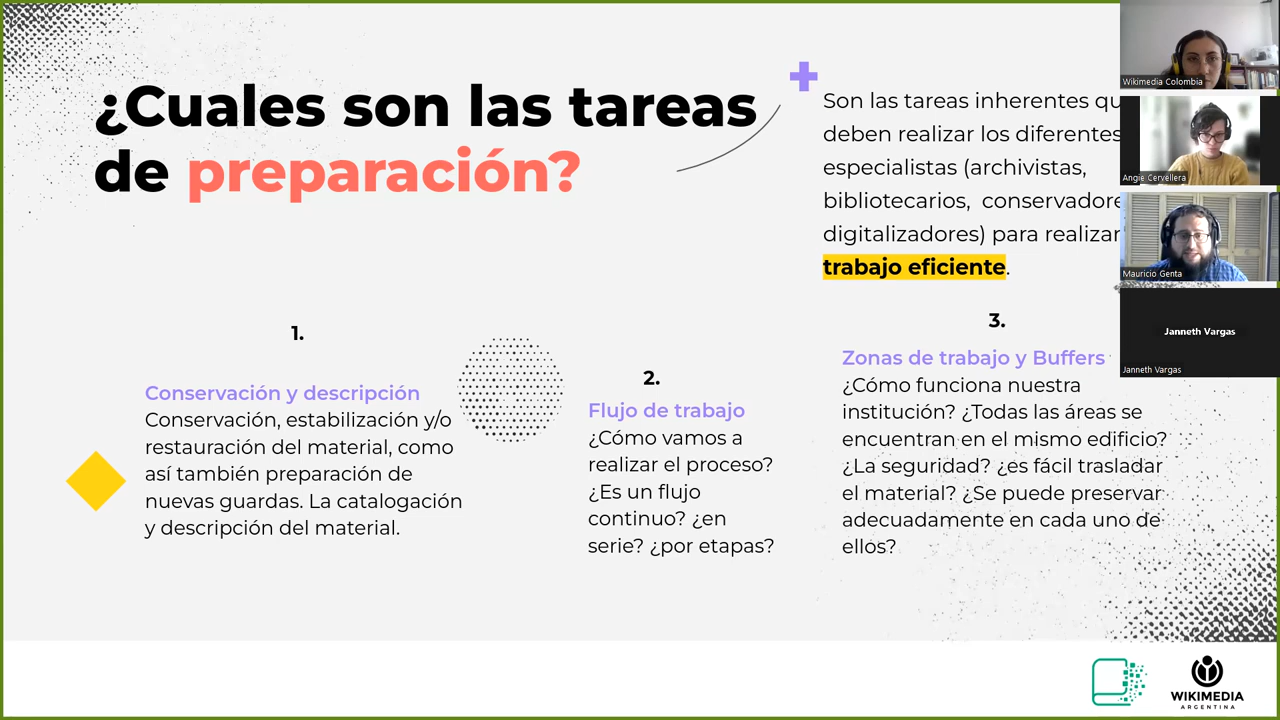 ¿Cuales son las tareas
de preparación?
Son las tareas inherentes
deben realizar los diferentes
especialistas (archivistas,
bibliotecarios, 
digitalizadores) para realizar
trabajo eficiente.
1.
Conservación y descripción
Conservación, estabilización y/o
restauración del material, como
así también preparación de
nuevas guardas. La catalogación
y descripción del material.
2.
Flujo de trabajo
¿Cómo vamos a
realizar el proceso?
¿Es un flujo
continuo? ¿en
serie? ¿por etapas?
3.
Zonas de trabajo y Buffers
¿Cómo funciona nuestra
institución? ¿Todas las áreas se
encuentran en el mismo edificio?
¿La seguridad? ¿es fácil trasladar
el material? ¿Se puede preservar
adecuadamente en cada uno de
ellos?
Wikimedia Colombia
Angie Cervellera
Mauricio Genta
Janneth Vargas
Janneth Vargas
WIKIMEDIA
ARGENTINA